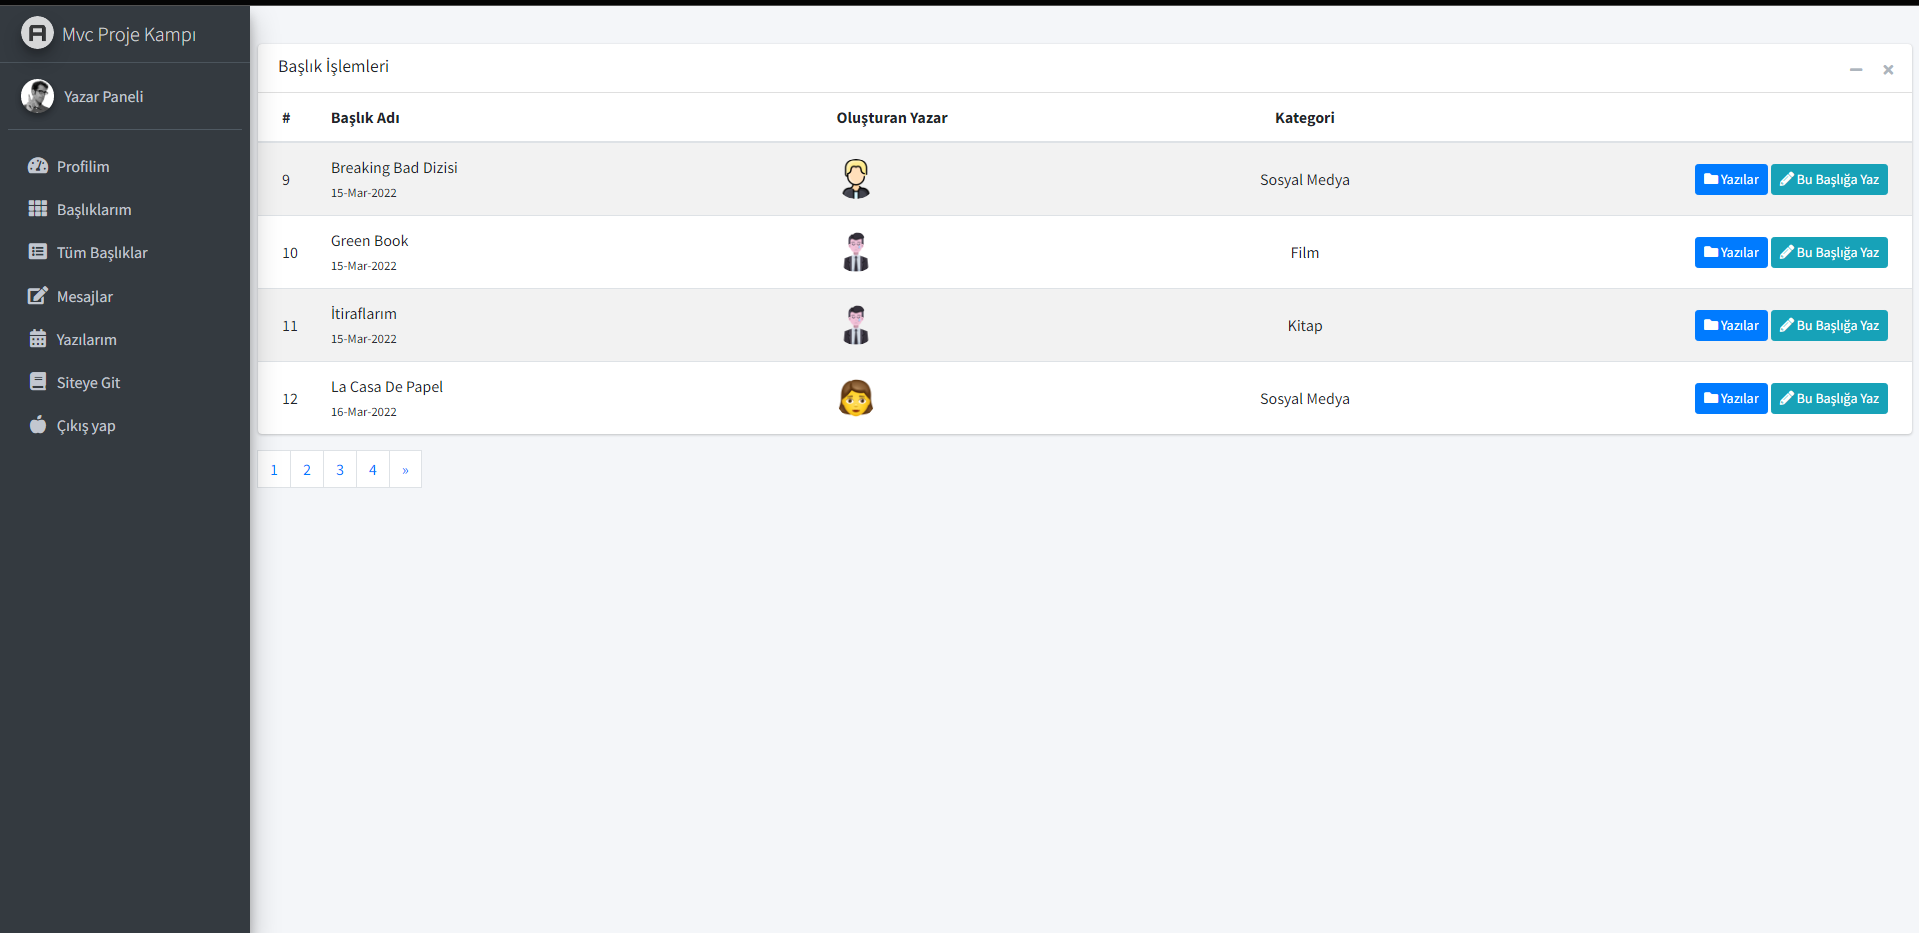 Mvc Proje Kampı
Yazar Paneli
Profilim
Başlıklarım
Tüm Başlıklar
Mesajlar
Yazılarım
Siteye Git
Çıkış yap
Başlık İşlemleri
# Başlık Adı Oluşturan Yazar Kategori
9 Breaking Bad Dizisi Sosyal Medya Yazılar Bu Başlığa Yaz
15-Mar-2022
10 Green Book Film Yazılar Bu Başlığa Yaz
15-Mar-2022
11 İtiraflarım Kitap Yazılar Bu Başlığa Yaz
15-Mar-2022
12 La Casa De Papel Sosyal Medya Yazılar Bu Başlığa Yaz
16-Mar-2022
1 2 3 4 »